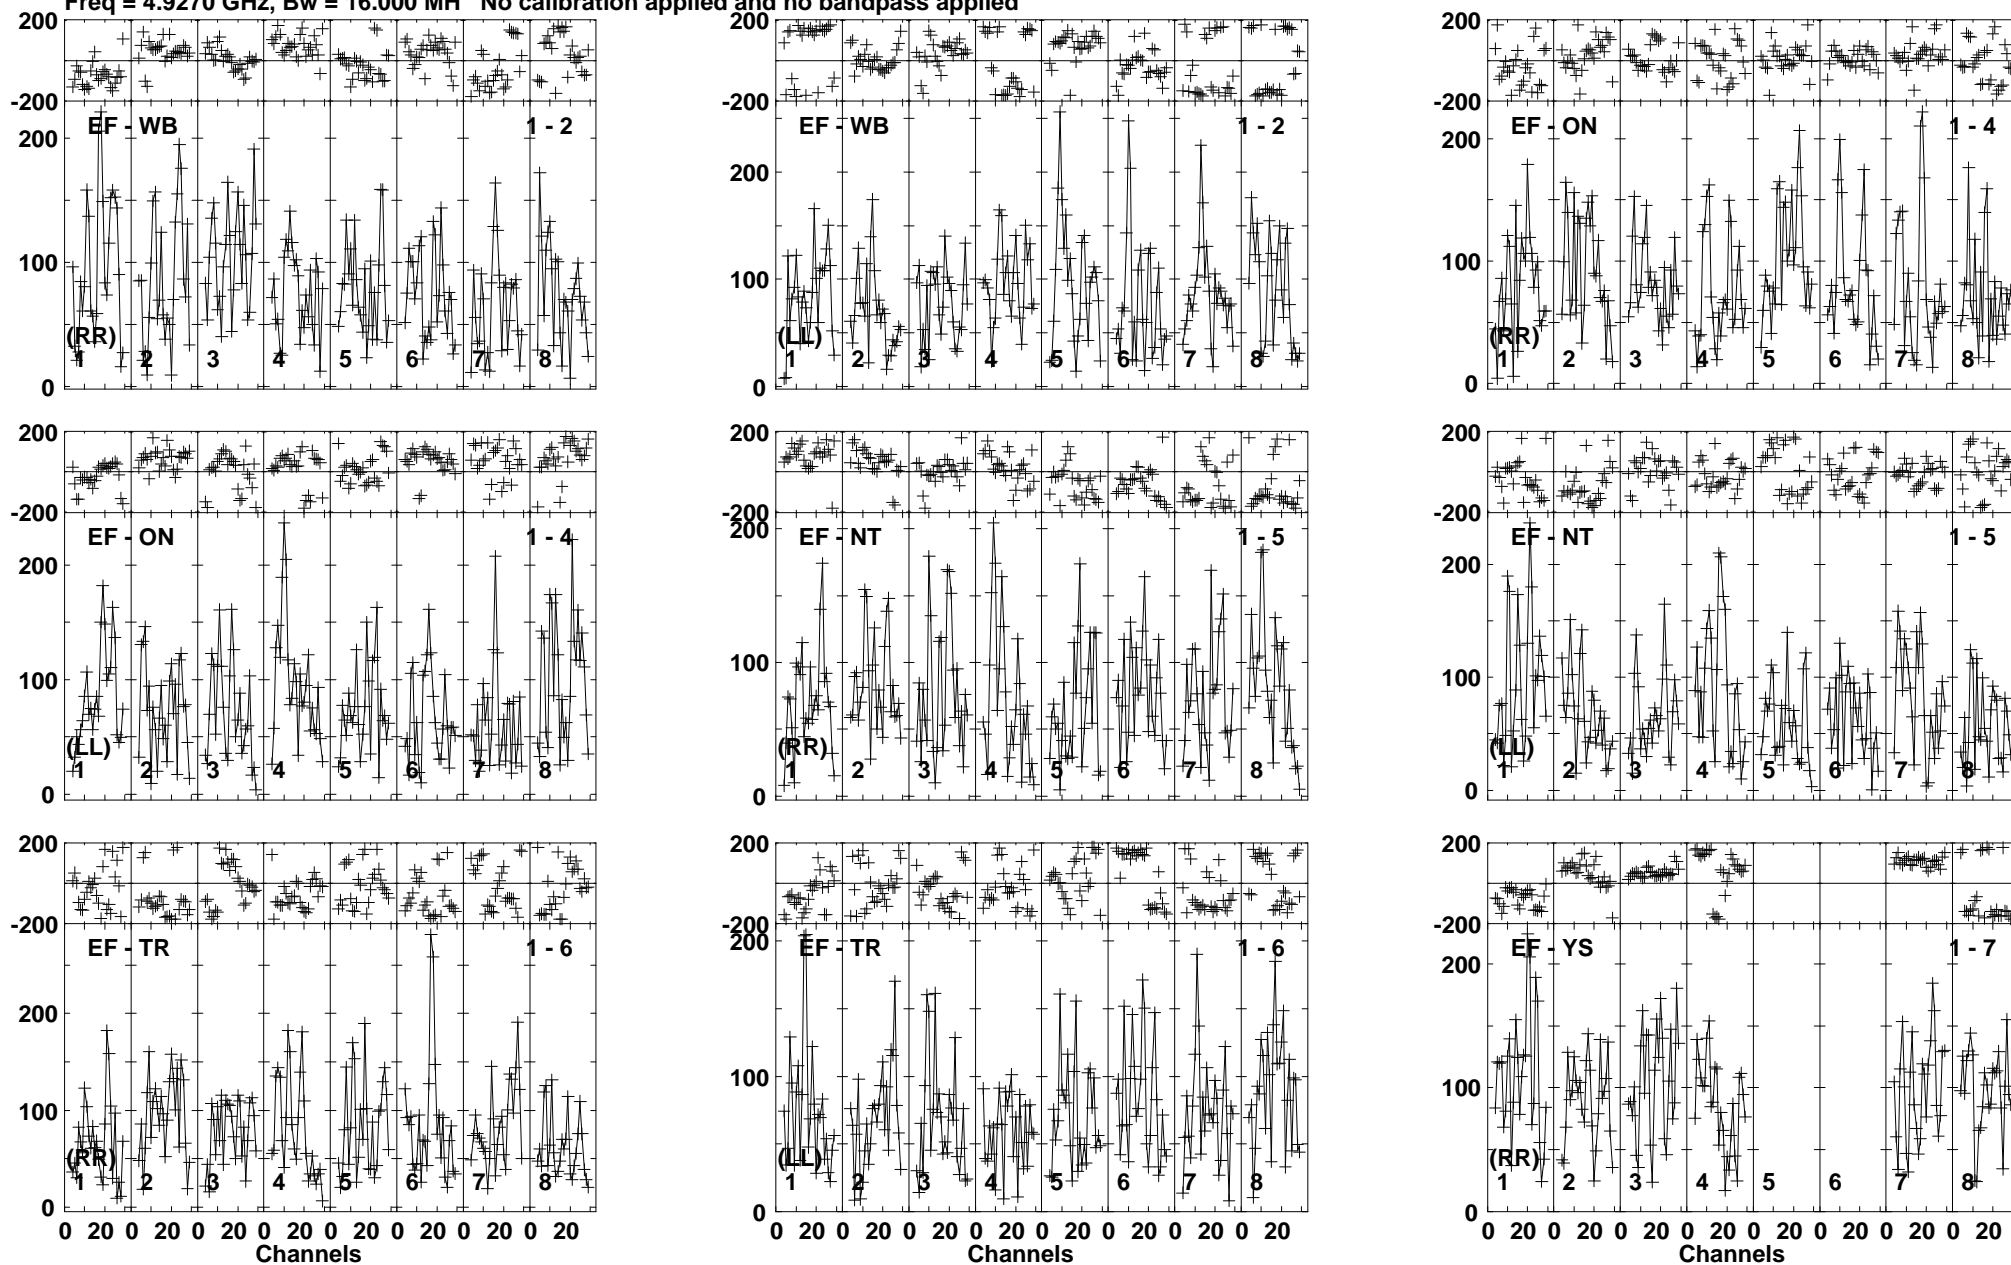 Freq = 4.9270 GHz, Bw = 16.000 MH No calibration applied and no bandpass applied
200 200 200
-200 -200 -200
EF - WB 1 - 2 EF - WB 1 - 2 EF - ON 1 - 4
200 200 200
100 100 100
(RR) (LL) (RR)
1 2 3 4 5 6 7 8 1 2 3 4 5 6 7 8 1 2 3 4 5 6 7 8
0 0 0
200 200 200
-200 -200 -200
EF - ON 1 - 4 EF - NT 1 - 5 EF - NT 1 - 5
200 200 200
100 100 100
(LL) (RR) (LL)
1 2 3 4 5 6 7 8 1 2 3 4 5 6 7 8 1 2 3 4 5 6 7 8
0 0 0
200 200 200
-200 -200 -200
EF - TR 1 - 6 EF - TR 1 - 6 EF - YS 1 - 7
200 200 200
100 100 100
(RR) (LL) (RR)
1 2 3 4 5 6 7 8 1 2 3 4 5 6 7 8 1 2 3 4 5 6 7 8
0 0 0
0 20 0 20 0 20 0 20 0 20 0 20 0 20 0 20 0 20 0 20 0 20 0 20 0 20 0 20 0 20 0 20 0 20 0 20 0 20 0 20 0 20 0 20 0 20 0 20
Channels Channels Channels